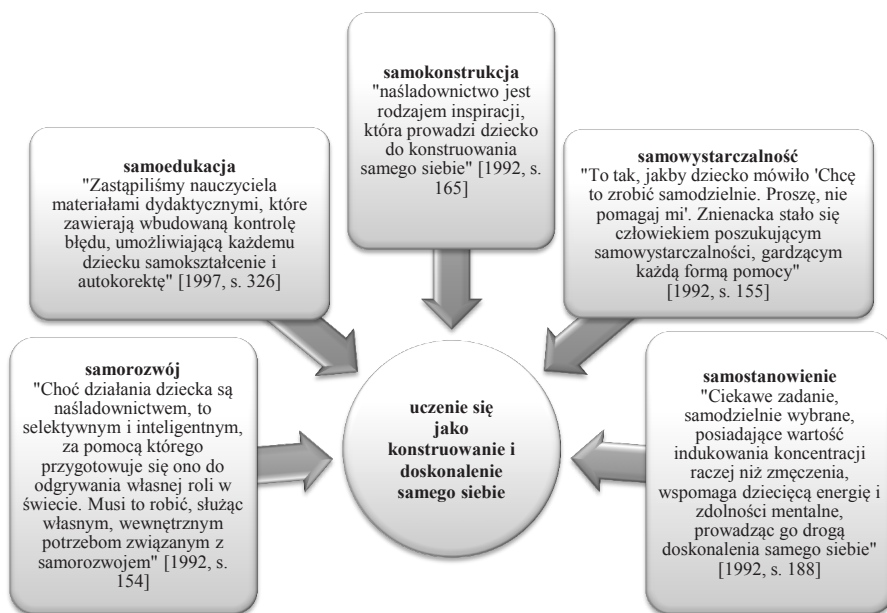 samorozwój
"Choć działania dziecka są
naśladownictwem, to
selektywnym i inteligentnym,
za pomocą którego
przygotowuje się ono do
odgrywania własnej roli w
świecie. Musi to robić, służąc
własnym, wewnętrznym
potrzebom związanym z
samorozwojem" [1992, s.
154]
samoedukacja
"Zastąpiliśmy nauczyciela
materiałami dydaktycznymi, które
zawierają wbudowaną kontrolę
błędu, umożliwiającą każdemu
dziecku samokształcenie i
autokorektę" [1997, s. 326]
samokonstrukcja
"naśladownictwo jest
rodzajem inspiracji,
która prowadzi dziecko
do konstruowania
samego siebie" [1992, s.
165]
samowystarczalność
"To tak, jakby dziecko mówiło 'Chcę
to zrobić samodzielnie. Proszę, nie
pomagaj mi'. Znienacka stało się
człowiekiem poszukującym
samowystarczalności, gardzącym
każdą formą pomocy"
[1992, s. 155]
samostanowienie
"Ciekawe zadanie,
samodzielnie wybrane,
posiadające wartość
indukowania koncentracji
raczej niż zmęczenia,
wspomaga dziecięcą energię i
zdolności mentalne,
prowadząc go drogą
doskonalenia samego siebie"
[1992, s. 188]
uczenie się
jako
konstruowanie i
doskonalenie
samego siebie